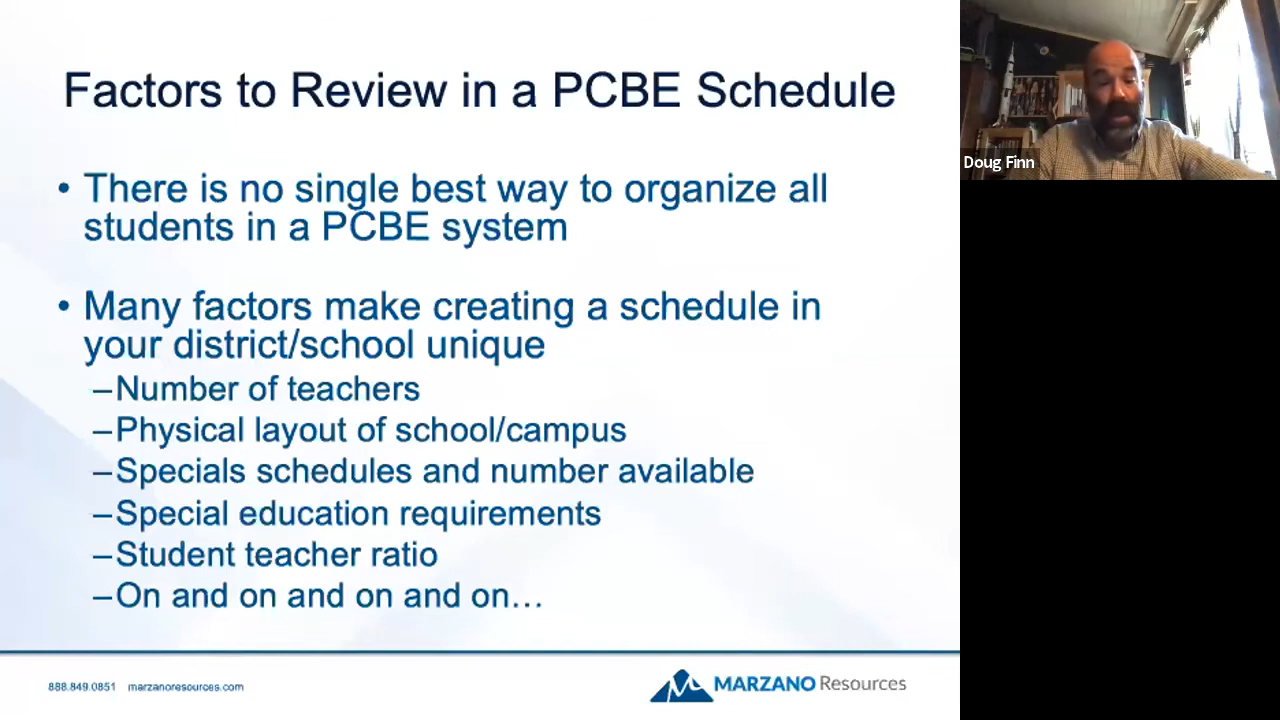 Factors to Review in a PCBE Schedule
• There is no single best way to organize all
students in a PCBE system
• Many factors make creating a schedule in
your district/school unique
–Number of teachers
–Physical layout of school/campus
–Specials schedules and number available
–Special education requirements
–Student teacher ratio
–On and on and on and on…
888.849.0851 marzanoresources.com
MARZANO Resources
Doug Finn